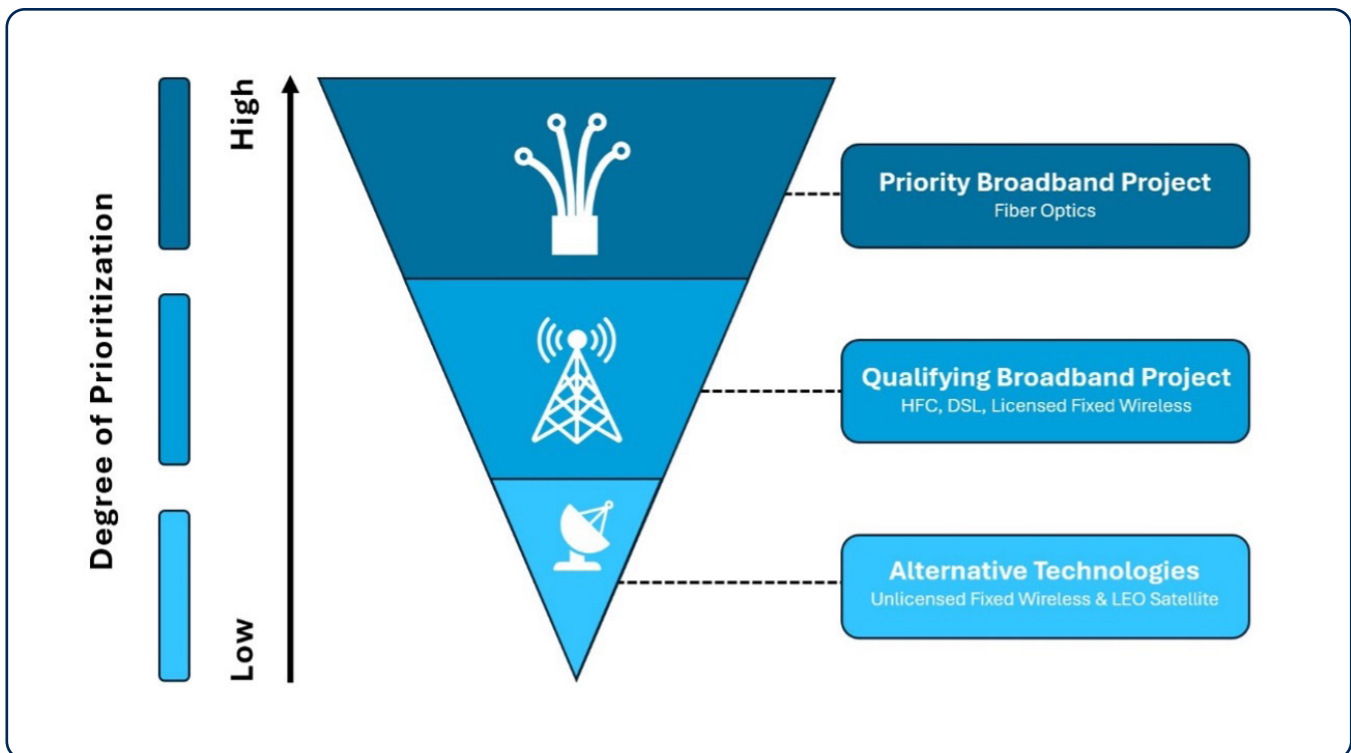 Degree of Prioritization
High
Low
Priority Broadband Project
Fiber Optics
Qualifying Broadband Project
HFC, DSL, Licensed Fixed Wireless
Alternative Technologies
Unlicensed Fixed Wireless & LEO Satellite